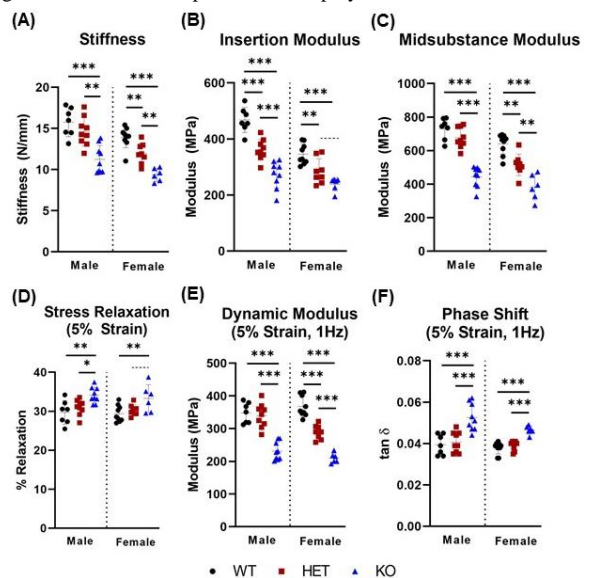 (A)
Stiffness
***
**
***
**
**
Stiffness (N/mm)
20
15
10
5
0
Male Female
(B)
Insertion Modulus
***
***
***
***
**
Modulus (MPa)
600
400
200
0
Male Female
(C)
Midsubstance Modulus
***
***
***
**
**
Modulus (MPa)
1000
800
600
400
200
0
Male Female
(D)
Stress Relaxation
(5% Strain)
**
*
**
% Relaxation
40
30
20
10
0
Male Female
(E)
Dynamic Modulus
(5% Strain, 1Hz)
***
***
***
***
***
Modulus (MPa)
500
400
300
200
100
0
Male Female
(F)
Phase Shift
(5% Strain, 1Hz)
***
***
***
***
tan δ
0.08
0.06
0.04
0.02
0.00
Male Female
WT HET KO